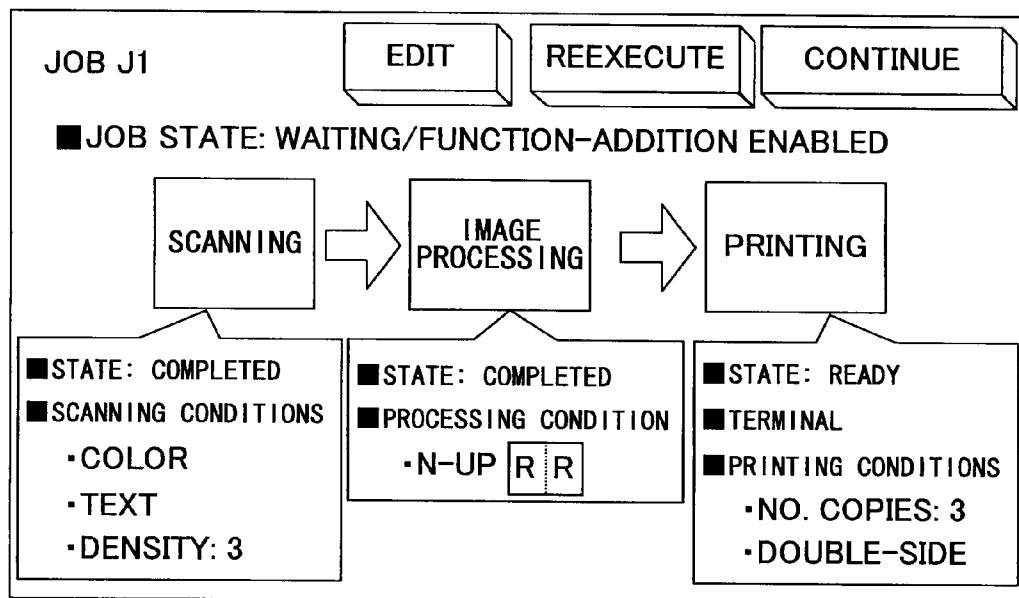 JOB J1
EDIT
REEXECUTE
CONTINUE
■JOB STATE: WAITING/FUNCTION-ADDITION ENABLED
SCANNING
IMAGE
PROCESSING
PRINTING
■STATE: COMPLETED
■SCANNING CONDITIONS
・COLOR
・TEXT
・DENSITY: 3
■STATE: COMPLETED
■PROCESSING CONDITION
・N-UP R R
■STATE: READY
■TERMINAL
■PRINTING CONDITIONS
・NO. COPIES: 3
・DOUBLE-SIDE